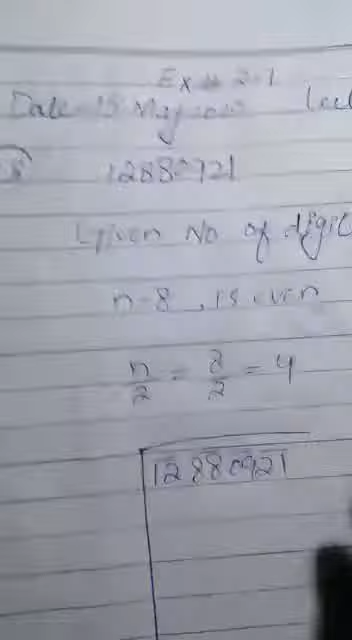 Ex # 2.1
Date 15 May
12880921
Given No of digit
n = 8, is even
n/2 = 8/2 = 4
12880921